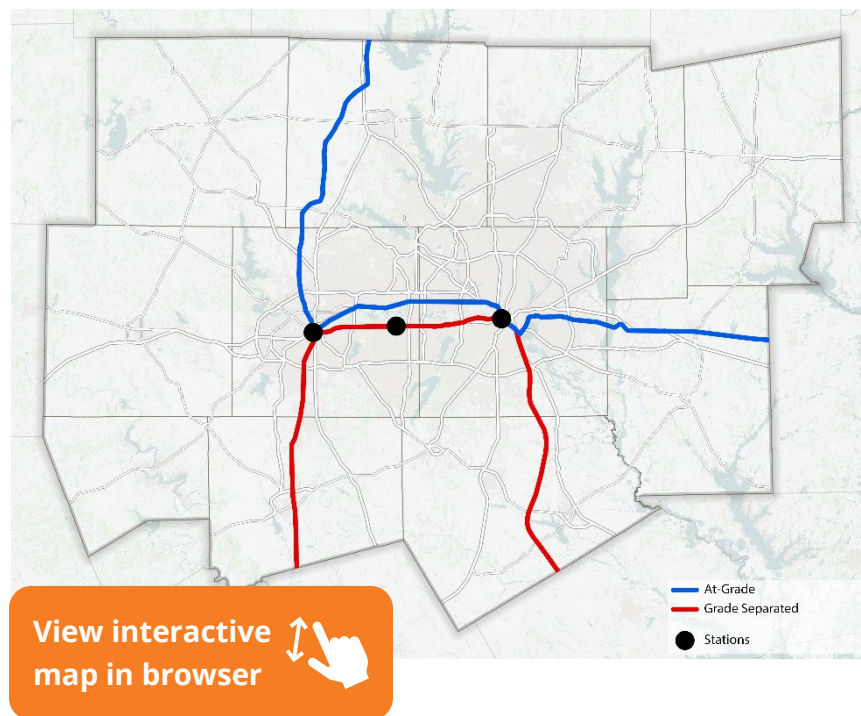 At-Grade
Grade Separated
Stations
View interactive
map in browser